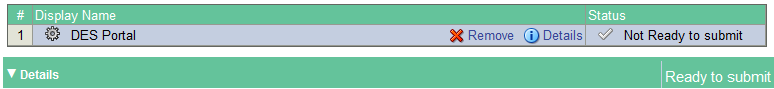 # Display Name Status
1 DES Portal Remove Details Not Ready to submit
Details Ready to submit